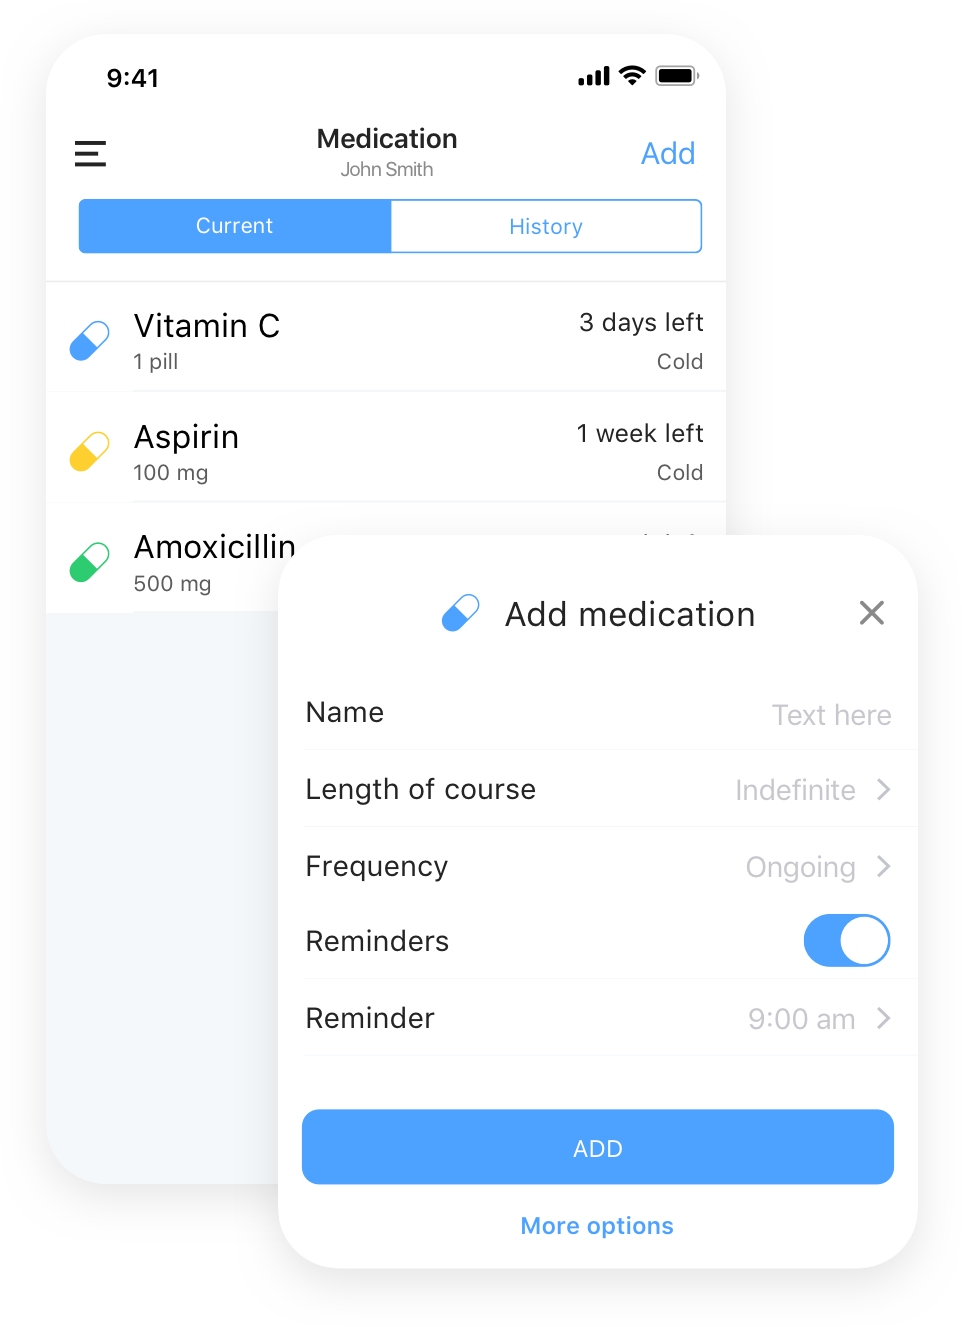 9:41
Medication
John Smith
Add
Current
History
Vitamin C
3 days left
1 pill
Cold
Aspirin
1 week left
100 mg
Cold
Amoxicillin
500 mg
Add medication
Name
Text here
Length of course
Indefinite
Frequency
Ongoing
Reminders
Reminder
9:00 am
ADD
More options